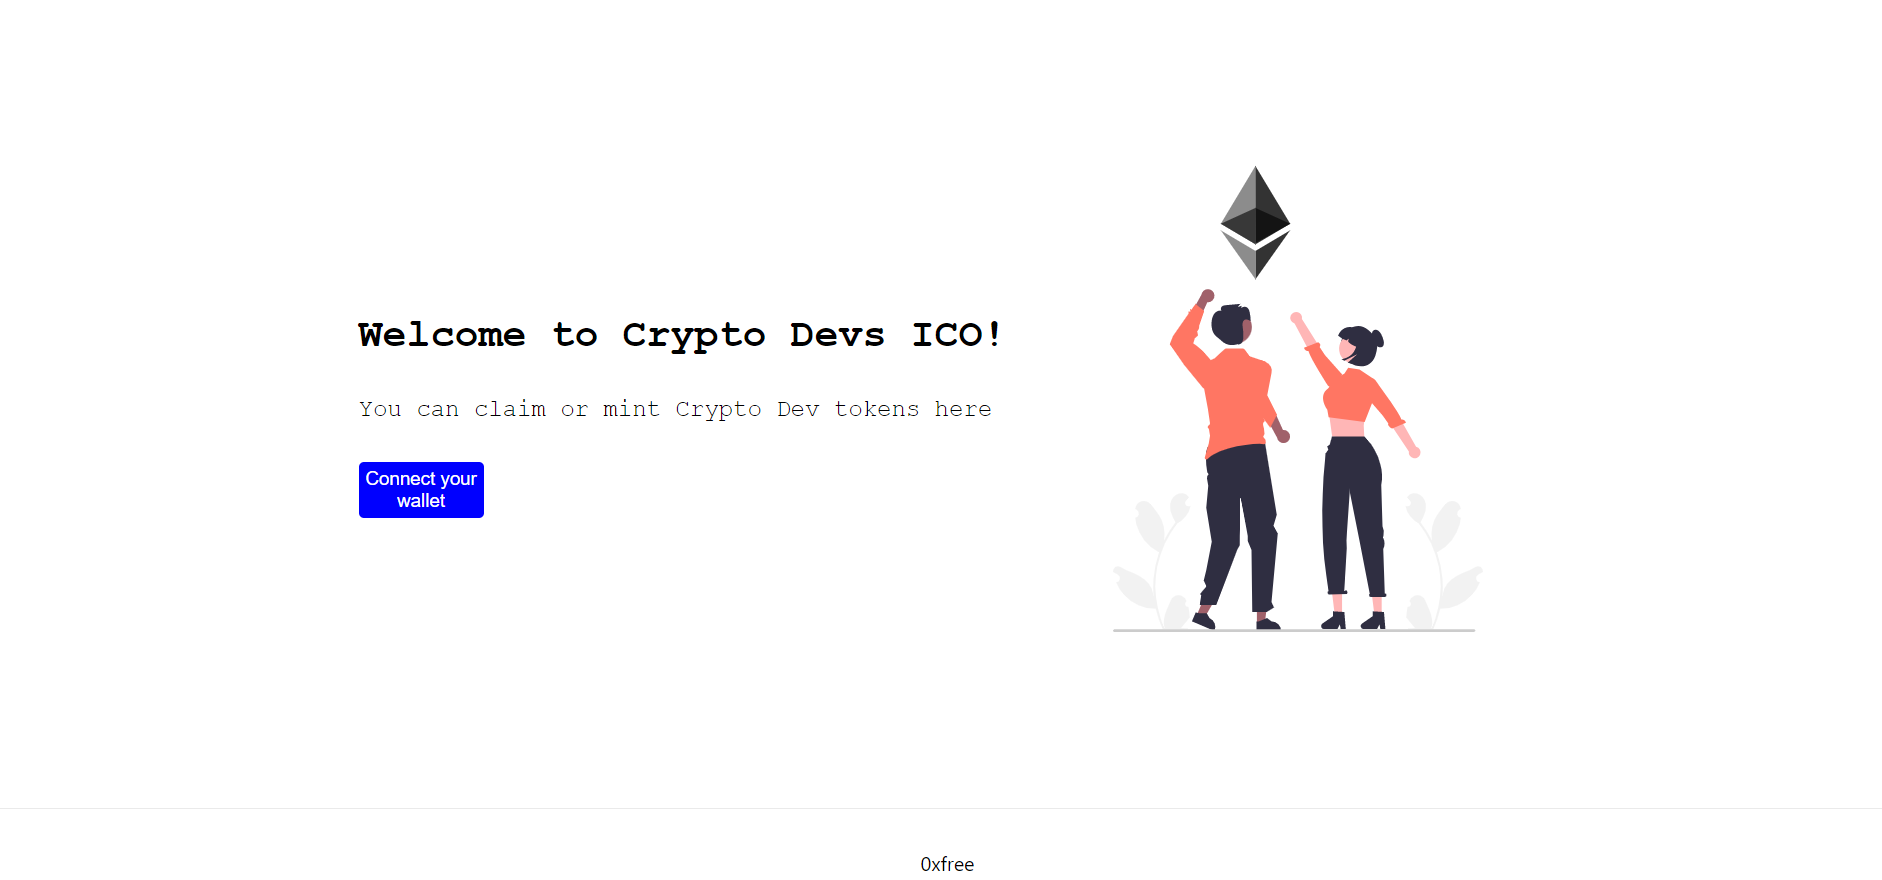 Welcome to Crypto Devs ICO!
You can claim or mint Crypto Dev tokens here
Connect your
wallet
0xfree